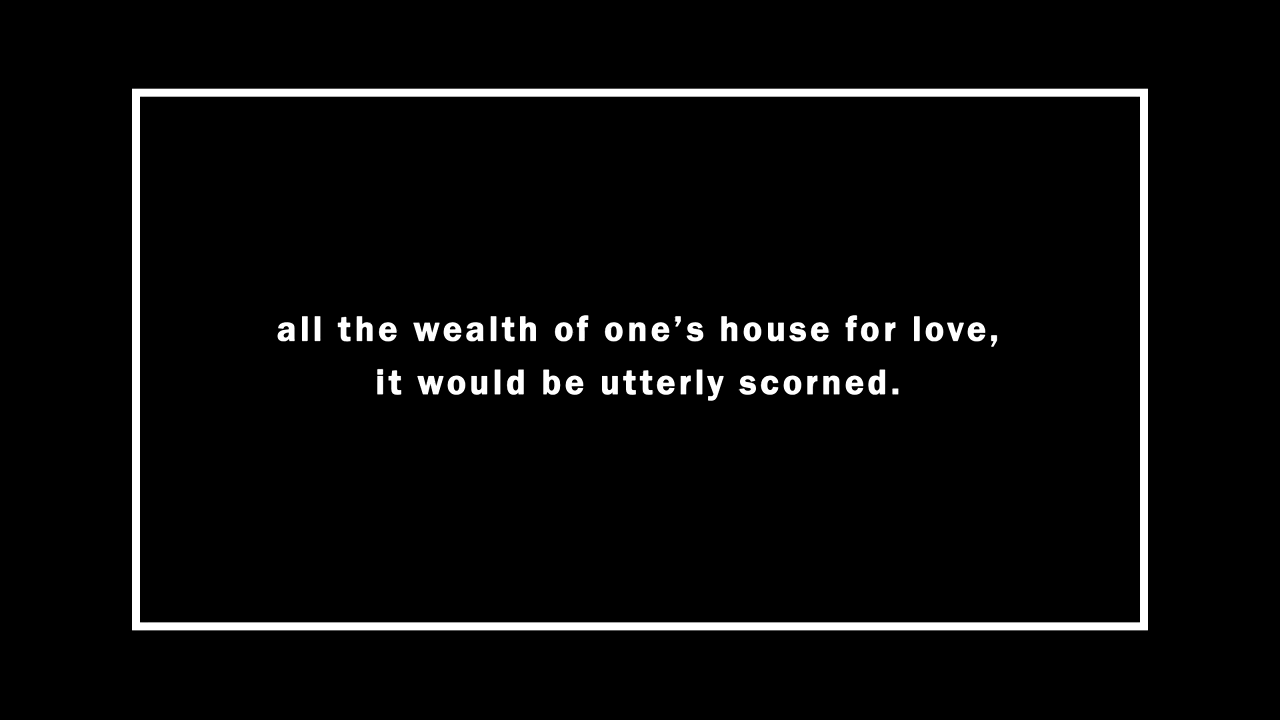 all the wealth of one’s house for love,
it would be utterly scorned.